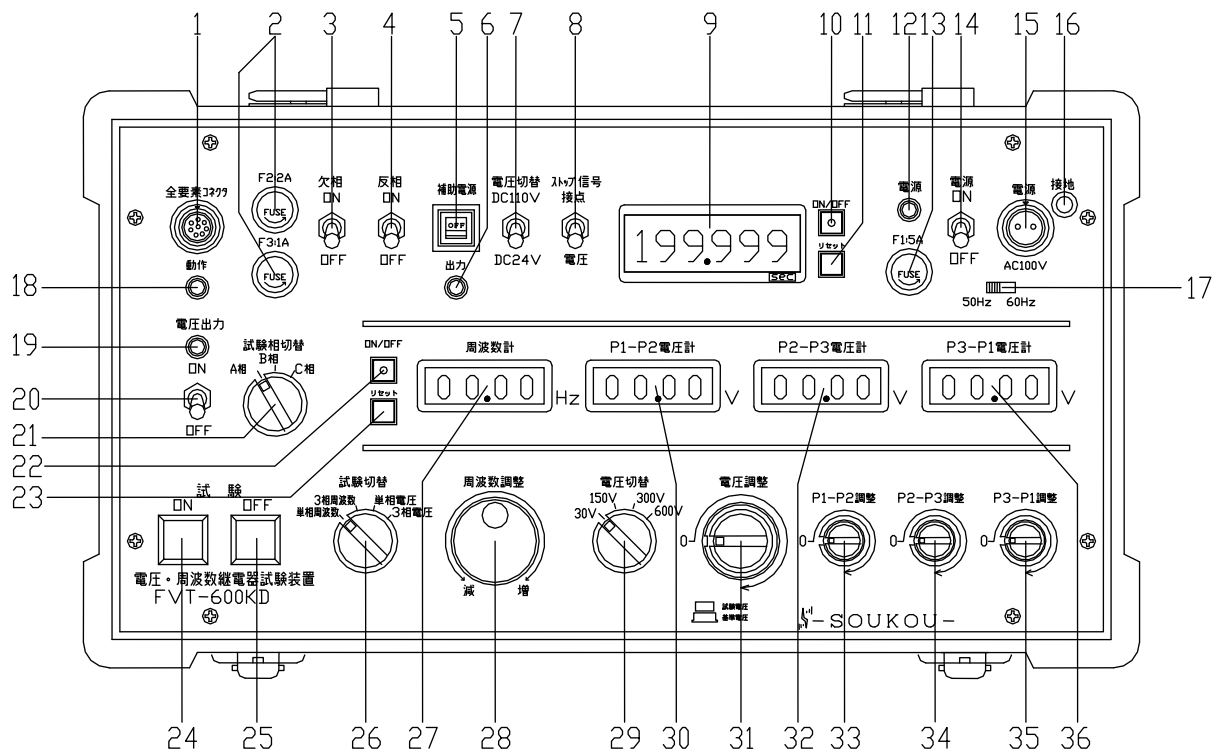 1 2 3 4 5 6 7 8 9 10 11 12 13 14 15 16
全要素コネクタ
F2:2A
FUSE
F3:1A
FUSE
欠相
ON
OFF
反相
ON
OFF
補助電源
OFF
出力
電圧切替
DC110V
DC24V
ストップ信号
接点
電圧
199.999
sec
ON/OFF
リセット
電源
F1:5A
FUSE
電源
ON
OFF
電源
AC100V
接地
50Hz 60Hz
17
18
動作
19
電圧出力
20
ON
OFF
21
試験相切替
A相 B相 C相
22
ON/OFF
23
リセット
周波数計
00.00 Hz
P1-P2電圧計
00.00 V
P2-P3電圧計
00.00 V
P3-P1電圧計
00.00 V
試 験
ON OFF
試験切替
単相周波数
3相周波数
単相電圧
3相電圧
周波数調整
減 増
電圧切替
30V 150V 300V 600V
電圧調整
0
試験電圧
基準電圧
P1-P2調整
0
P2-P3調整
0
P3-P1調整
0
電圧・周波数継電器試験装置
FVT-600KD
-SOUKOU-
24 25 26 27 28 29 30 31 32 33 34 35 36